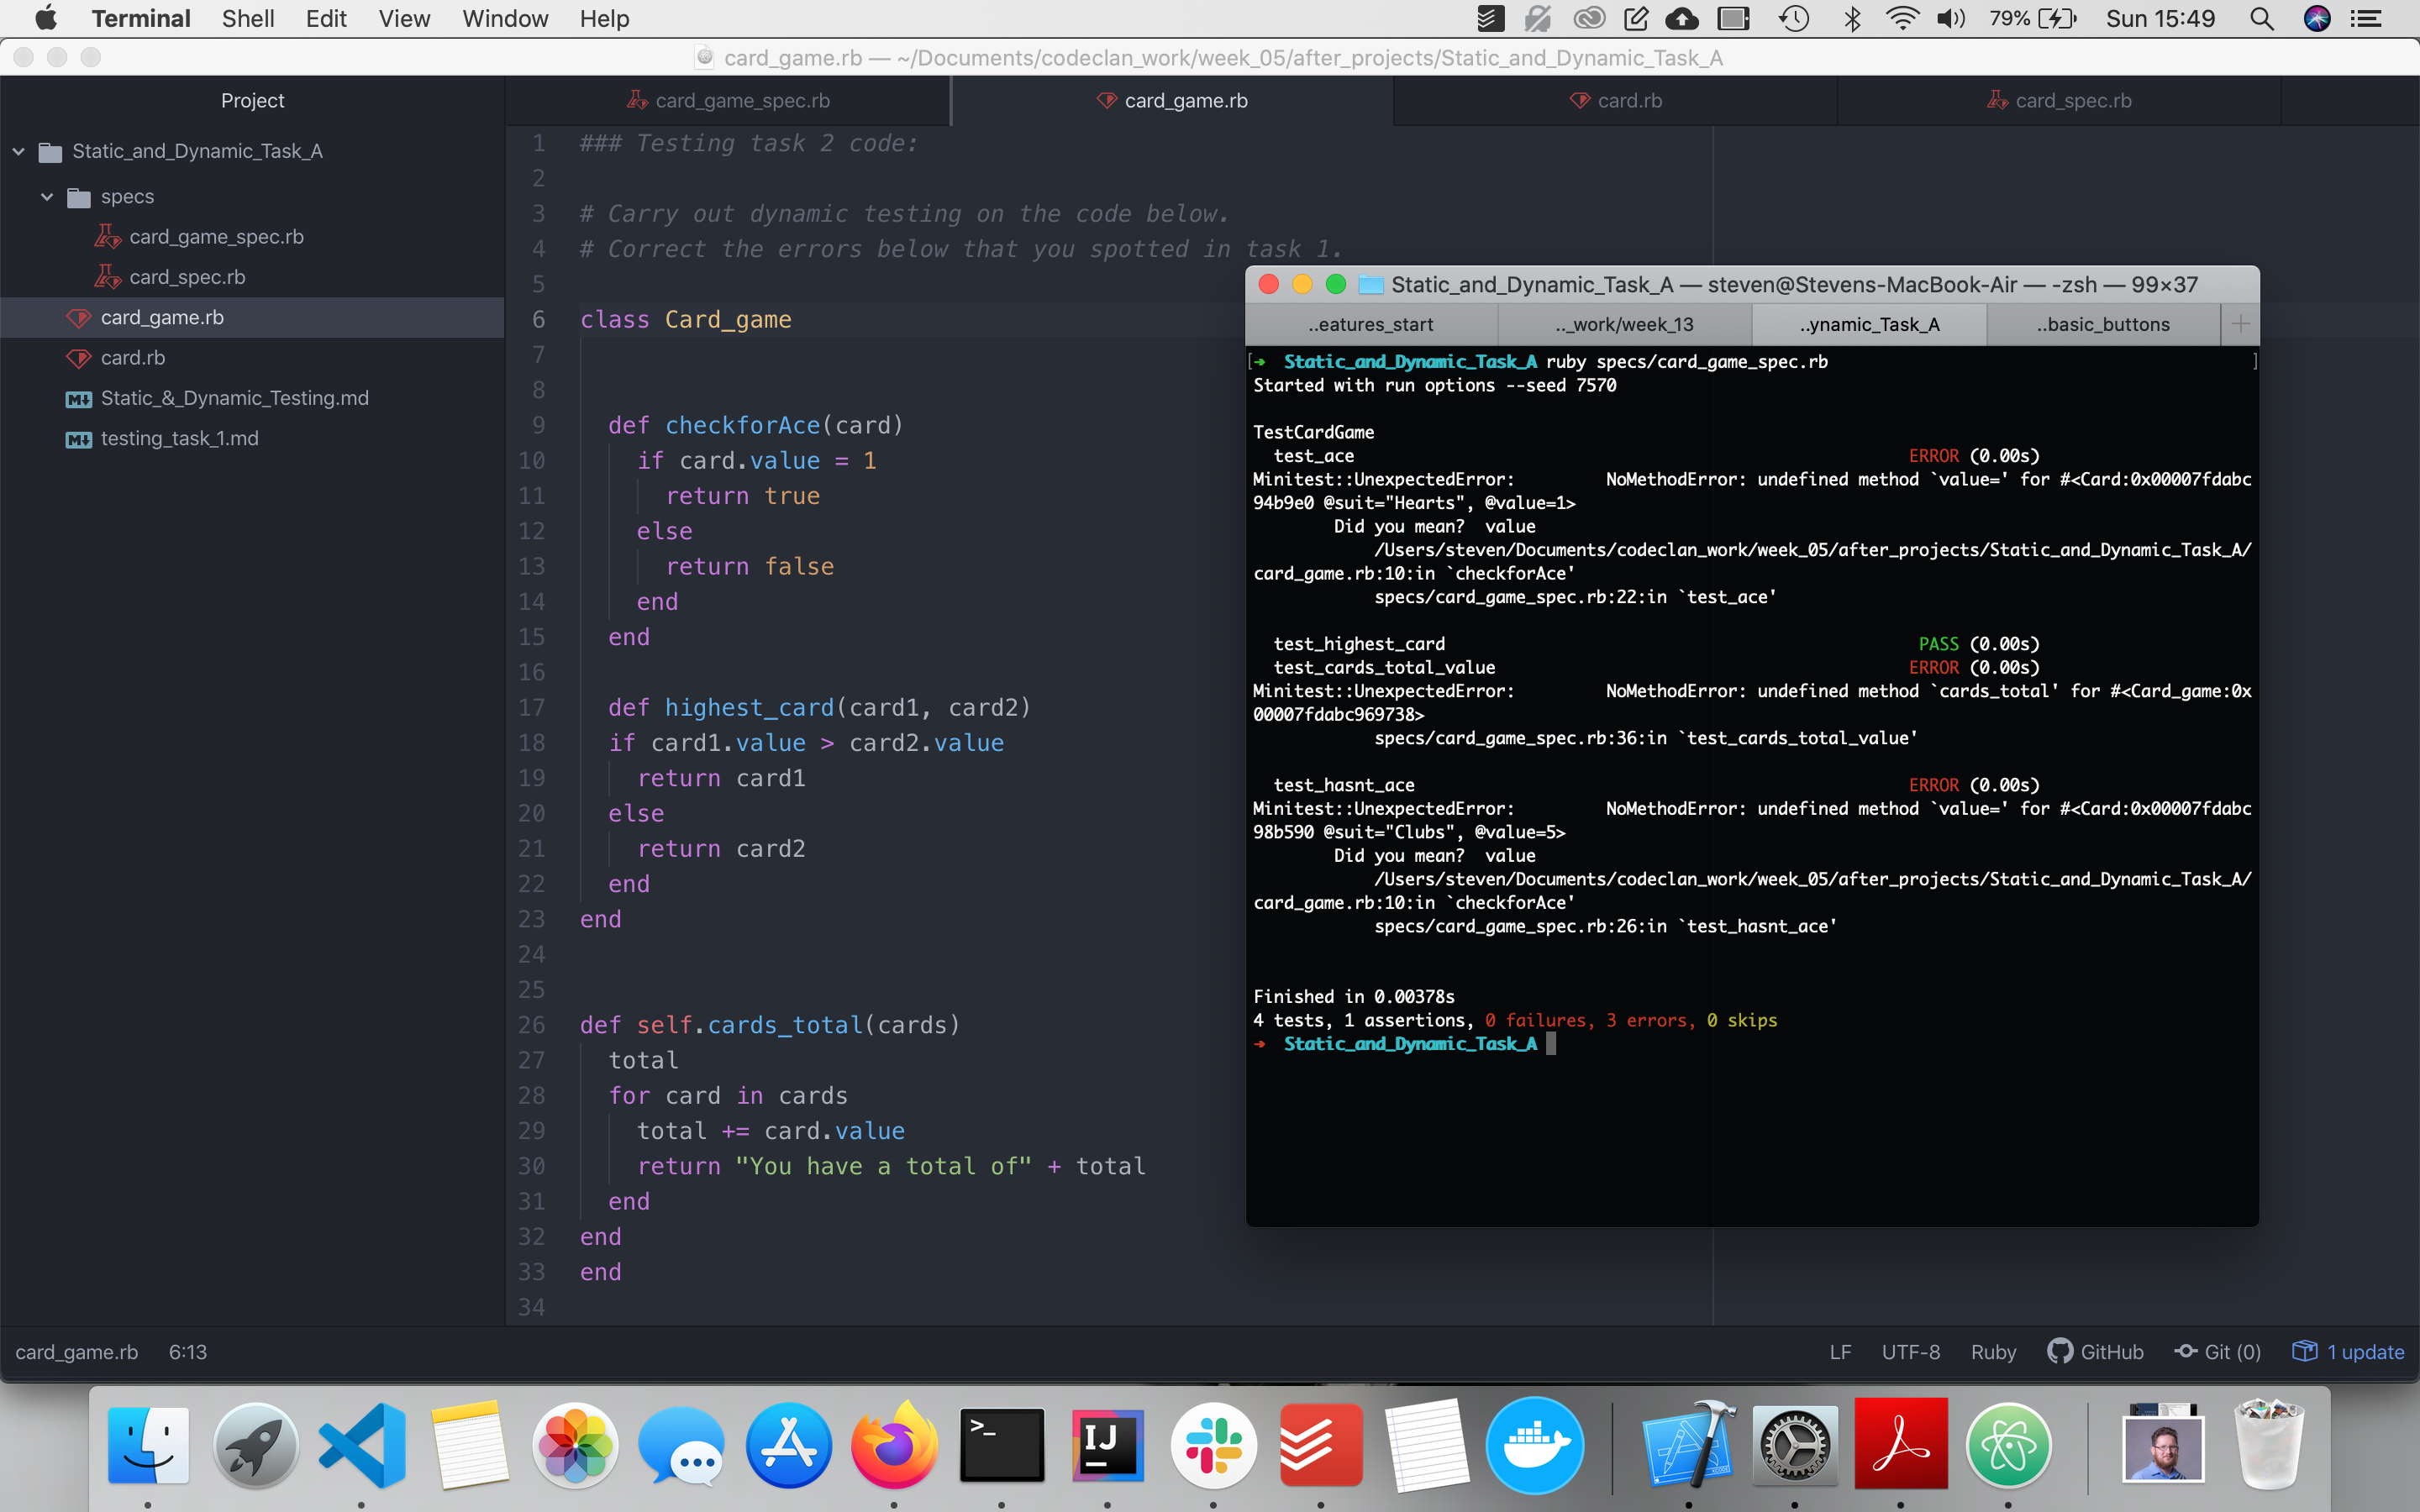 Terminal Shell Edit View Window Help 79% Sun 15:49
card_game.rb — ~/Documents/codeclan_work/week_05/after_projects/Static_and_Dynamic_Task_A
Project
card_game_spec.rb card_game.rb card.rb card_spec.rb
Static_and_Dynamic_Task_A
specs
card_game_spec.rb
card_spec.rb
card_game.rb
card.rb
Static_&_Dynamic_Testing.md
testing_task_1.md
1 ### Testing task 2 code:
2
3 # Carry out dynamic testing on the code below.
4 # Correct the errors below that you spotted in task 1.
5
6 class Card_game
7
8
9 def checkforAce(card)
10 if card.value = 1
11 return true
12 else
13 return false
14 end
15 end
16
17 def highest_card(card1, card2)
18 if card1.value > card2.value
19 return card1
20 else
21 return card2
22 end
23 end
24
25
26 def self.cards_total(cards)
27 total
28 for card in cards
29 total += card.value
30 return "You have a total of" + total
31 end
32 end
33 end
34
Static_and_Dynamic_Task_A — steven@Stevens-MacBook-Air — -zsh — 99×37
..eatures_start .._work/week_13 ..ynamic_Task_A ..basic_buttons
[➜ Static_and_Dynamic_Task_A ruby specs/card_game_spec.rb ]
Started with run options --seed 7570
TestCardGame
test_ace ERROR (0.00s)
Minitest::UnexpectedError: NoMethodError: undefined method `value=' for #<Card:0x00007fdabc
94b9e0 @suit="Hearts", @value=1>
Did you mean? value
/Users/steven/Documents/codeclan_work/week_05/after_projects/Static_and_Dynamic_Task_A/
card_game.rb:10:in `checkforAce'
specs/card_game_spec.rb:22:in `test_ace'
test_highest_card PASS (0.00s)
test_cards_total_value ERROR (0.00s)
Minitest::UnexpectedError: NoMethodError: undefined method `cards_total' for #<Card_game:0x
00007fdabc969738>
specs/card_game_spec.rb:36:in `test_cards_total_value'
test_hasnt_ace ERROR (0.00s)
Minitest::UnexpectedError: NoMethodError: undefined method `value=' for #<Card:0x00007fdabc
98b590 @suit="Clubs", @value=5>
Did you mean? value
/Users/steven/Documents/codeclan_work/week_05/after_projects/Static_and_Dynamic_Task_A/
card_game.rb:10:in `checkforAce'
specs/card_game_spec.rb:26:in `test_hasnt_ace'
Finished in 0.00378s
4 tests, 1 assertions, 0 failures, 3 errors, 0 skips
➜ Static_and_Dynamic_Task_A
card_game.rb 6:13 LF UTF-8 Ruby GitHub Git (0) 1 update
>_
IJ